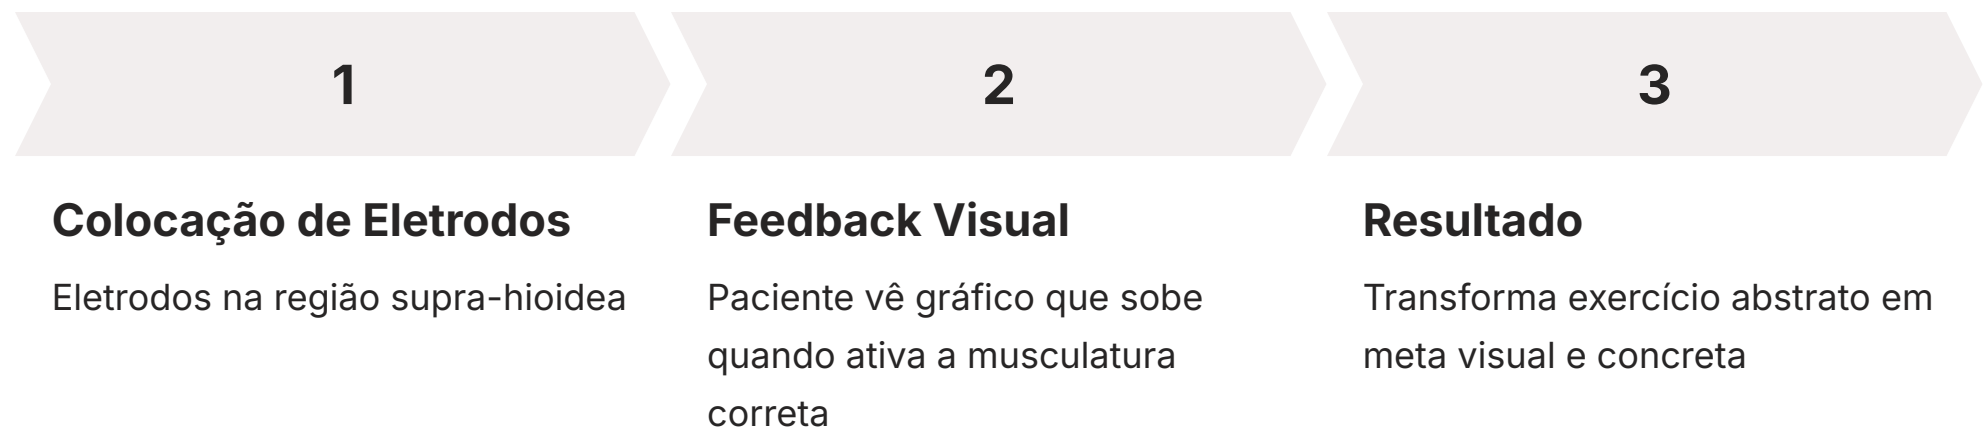 1
Colocação de Eletrodos
Eletrodos na região supra-hioidea
2
Feedback Visual
Paciente vê gráfico que sobe
quando ativa a musculatura
correta
3
Resultado
Transforma exercício abstrato em
meta visual e concreta